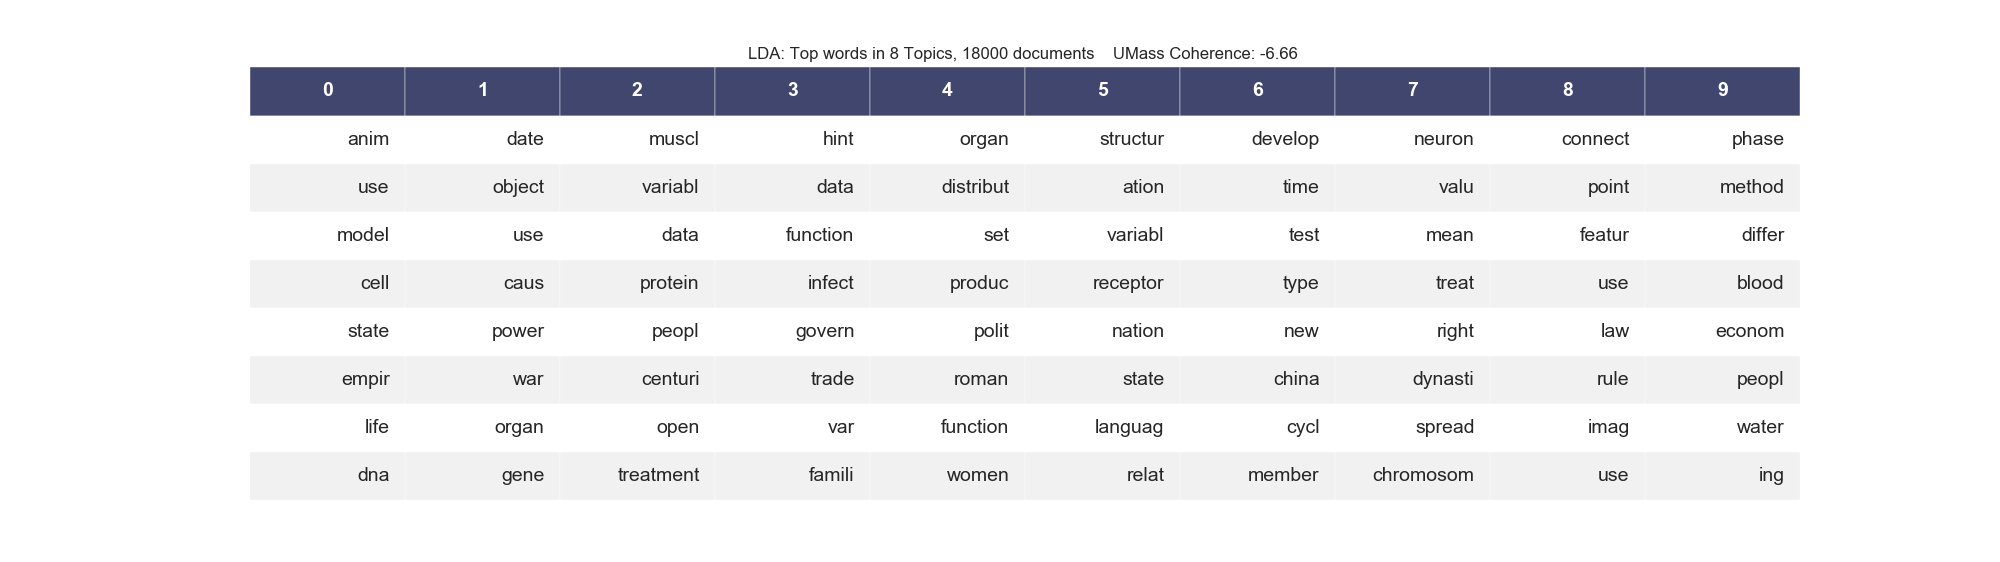 LDA: Top words in 8 Topics, 18000 documents    UMass Coherence: -6.66
0 1 2 3 4 5 6 7 8 9
anim date muscl hint organ structur develop neuron connect phase
use object variabl data distribut ation time valu point method
model use data function set variabl test mean featur differ
cell caus protein infect produc receptor type treat use blood
state power peopl govern polit nation new right law econom
empir war centuri trade roman state china dynasti rule peopl
life organ open var function languag cycl spread imag water
dna gene treatment famili women relat member chromosom use ing